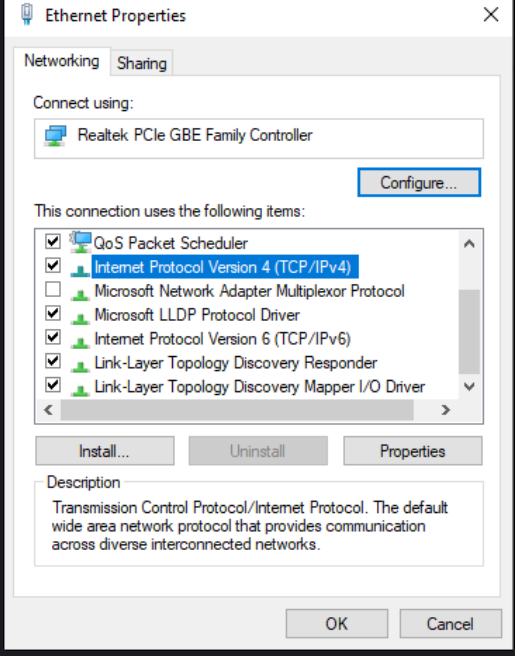 Ethernet Properties
Networking
Sharing
Connect using:
Realtek PCIe GBE Family Controller
Configure...
This connection uses the following items:
QoS Packet Scheduler
Internet Protocol Version 4 (TCP/IPv4)
Microsoft Network Adapter Multiplexor Protocol
Microsoft LLDP Protocol Driver
Internet Protocol Version 6 (TCP/IPv6)
Link-Layer Topology Discovery Responder
Link-Layer Topology Discovery Mapper I/O Driver
Install...
Uninstall
Properties
Description
Transmission Control Protocol/Internet Protocol. The default
wide area network protocol that provides communication
across diverse interconnected networks.
OK
Cancel